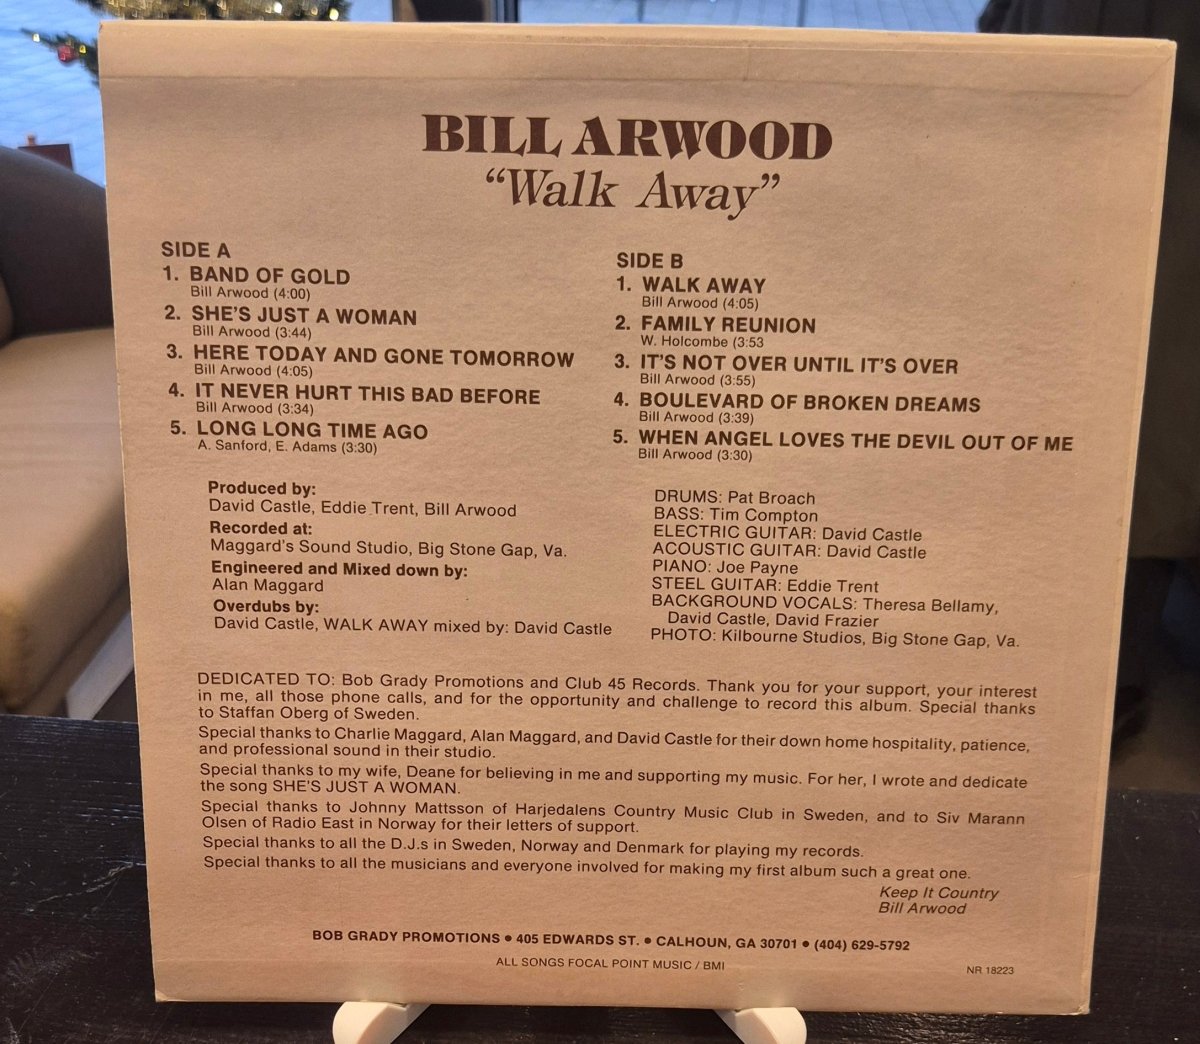 BILL ARWOOD
“Walk Away”
SIDE A
1. BAND OF GOLD
Bill Arwood (4:00)
2. SHE'S JUST A WOMAN
Bill Arwood (3:44)
3. HERE TODAY AND GONE TOMORROW
Bill Arwood (4:05)
4. IT NEVER HURT THIS BAD BEFORE
Bill Arwood (3:34)
5. LONG LONG TIME AGO
A. Sanford, E. Adams (3:30)
SIDE B
1. WALK AWAY
Bill Arwood (4:05)
2. FAMILY REUNION
W. Holcombe (3:53
3. IT'S NOT OVER UNTIL IT'S OVER
Bill Arwood (3:55)
4. BOULEVARD OF BROKEN DREAMS
Bill Arwood (3:39)
5. WHEN ANGEL LOVES THE DEVIL OUT OF ME
Bill Arwood (3:30)
Produced by:
David Castle, Eddie Trent, Bill Arwood
Recorded at:
Maggard's Sound Studio, Big Stone Gap, Va.
Engineered and Mixed down by:
Alan Maggard
Overdubs by:
David Castle, WALK AWAY mixed by: David Castle
DRUMS: Pat Broach
BASS: Tim Compton
ELECTRIC GUITAR: David Castle
ACOUSTIC GUITAR: David Castle
PIANO: Joe Payne
STEEL GUITAR: Eddie Trent
BACKGROUND VOCALS: Theresa Bellamy,
David Castle, David Frazier
PHOTO: Kilbourne Studios, Big Stone Gap, Va.
DEDICATED TO: Bob Grady Promotions and Club 45 Records. Thank you for your support, your interest
in me, all those phone calls, and for the opportunity and challenge to record this album. Special thanks
to Staffan Oberg of Sweden.
Special thanks to Charlie Maggard, Alan Maggard, and David Castle for their down home hospitality, patience,
and professional sound in their studio.
Special thanks to my wife, Deane for believing in me and supporting my music. For her, I wrote and dedicate
the song SHE'S JUST A WOMAN.
Special thanks to Johnny Mattsson of Harjedalens Country Music Club in Sweden, and to Siv Marann
Olsen of Radio East in Norway for their letters of support.
Special thanks to all the D.J.s in Sweden, Norway and Denmark for playing my records.
Special thanks to all the musicians and everyone involved for making my first album such a great one.
Keep It Country
Bill Arwood
BOB GRADY PROMOTIONS • 405 EDWARDS ST. • CALHOUN, GA 30701 • (404) 629-5792
ALL SONGS FOCAL POINT MUSIC / BMI
NR 18223